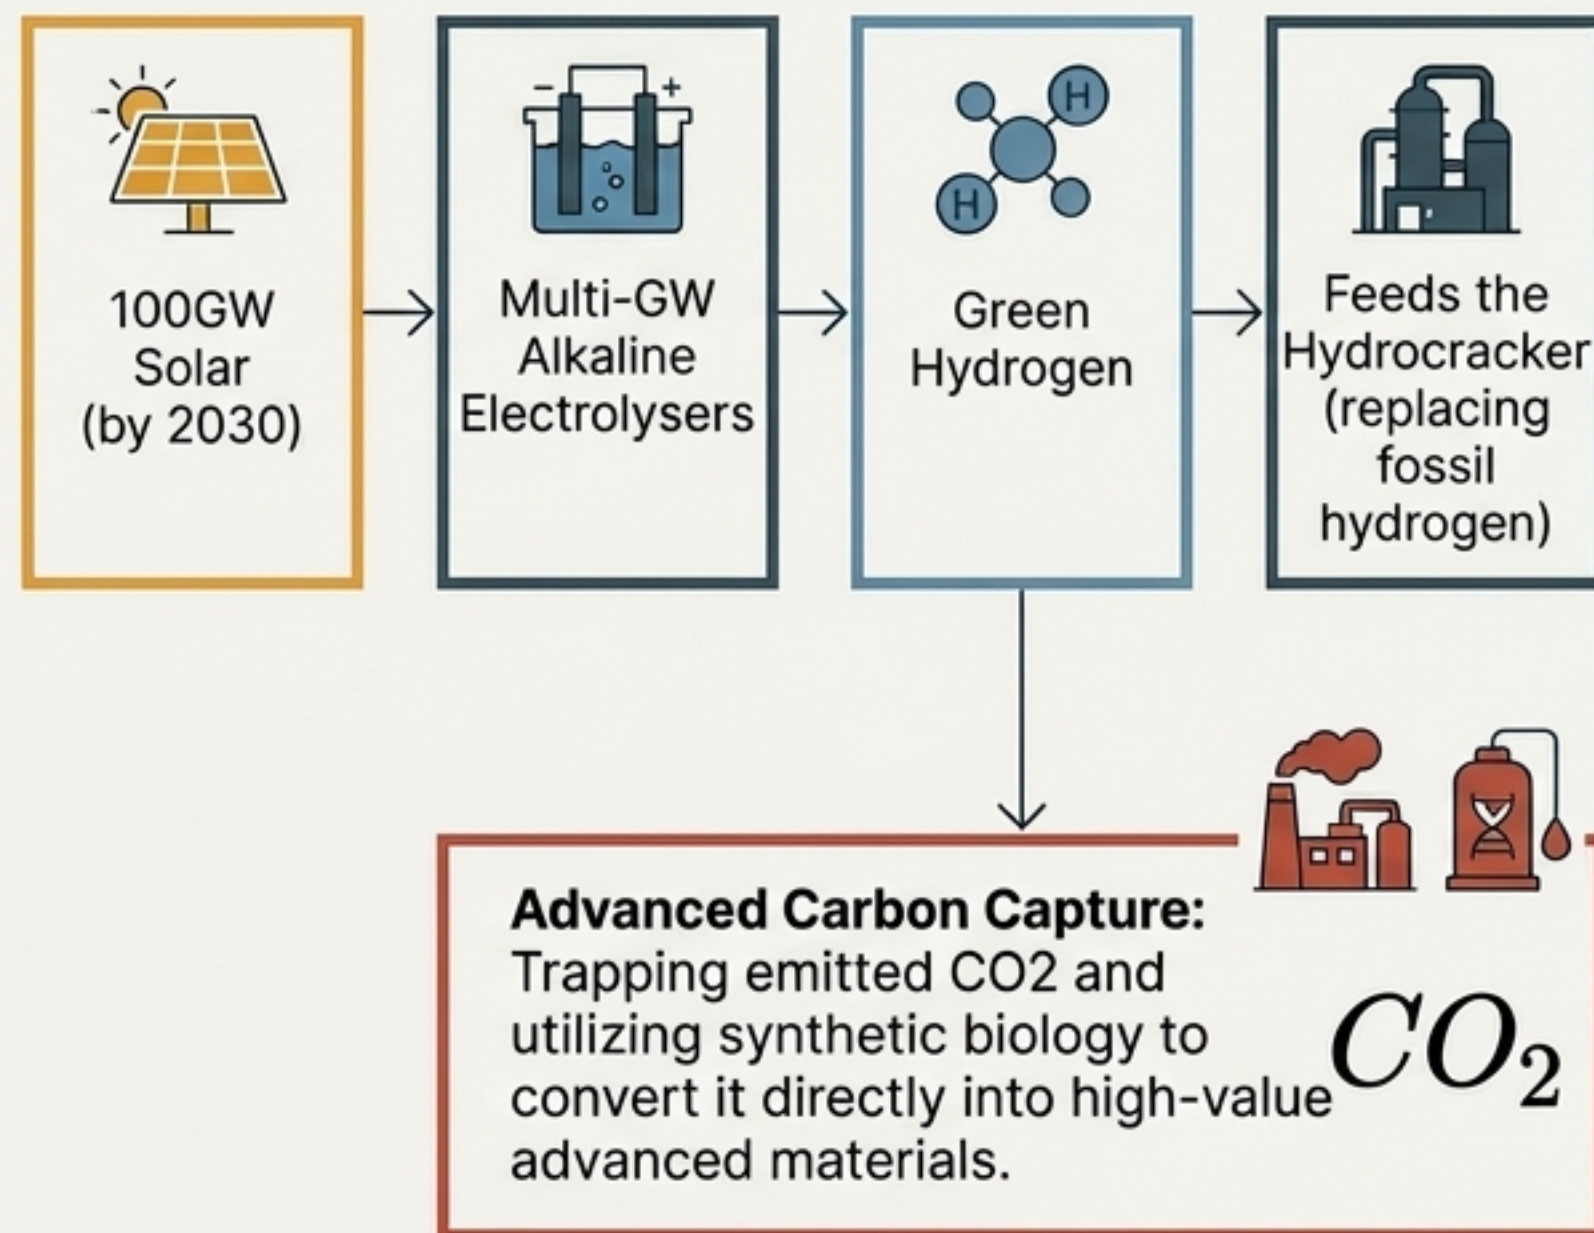 − +
H
H
100GW
Solar
(by 2030)
Multi-GW
Alkaline
Electrolysers
Green
Hydrogen
Feeds the
Hydrocracker
(replacing
fossil
hydrogen)
Advanced Carbon Capture:
Trapping emitted CO2 and
utilizing synthetic biology to
convert it directly into high-value
advanced materials.
CO₂